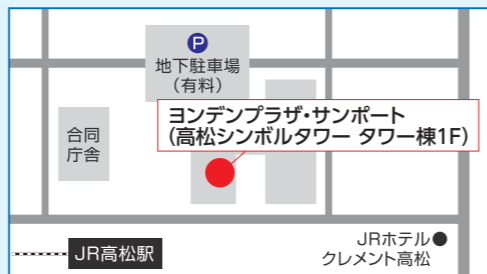 P
地下駐車場
(有料)
ヨンデンプラザ・サンポート
(高松シンボルタワー タワー棟1F)
合同
庁舎
JR高松駅
JRホテル
クレメント高松